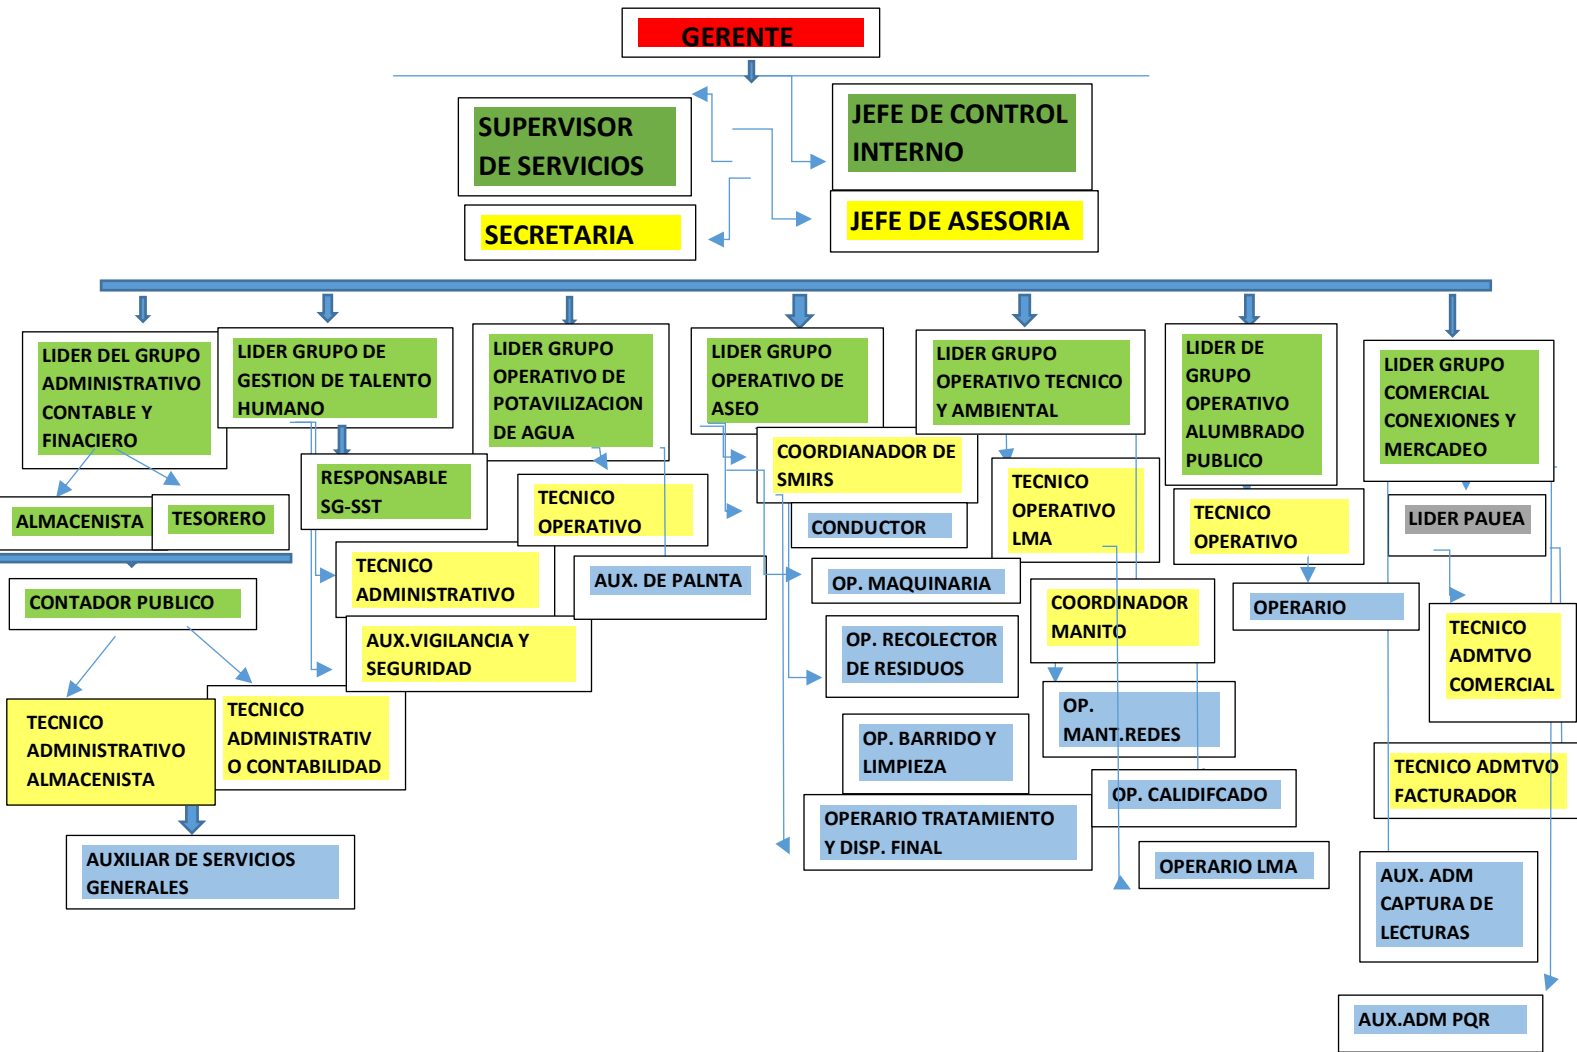 GERENTE
SUPERVISOR
DE SERVICIOS
JEFE DE CONTROL
INTERNO
SECRETARIA
JEFE DE ASESORIA
LIDER DEL GRUPO
ADMINISTRATIVO
CONTABLE Y
FINACIERO
LIDER GRUPO DE
GESTION DE TALENTO
HUMANO
LIDER GRUPO
OPERATIVO DE
POTAVILIZACION
DE AGUA
LIDER GRUPO
OPERATIVO DE
ASEO
LIDER GRUPO
OPERATIVO TECNICO
Y AMBIENTAL
LIDER DE
GRUPO
OPERATIVO
ALUMBRADO
PUBLICO
LIDER GRUPO
COMERCIAL
CONEXIONES Y
MERCADEO
ALMACENISTA
TESORERO
RESPONSABLE
SG-SST
TECNICO
OPERATIVO
COORDIANADOR DE
SMIRS
CONDUCTOR
TECNICO
OPERATIVO
LMA
TECNICO
OPERATIVO
LIDER PAUEA
CONTADOR PUBLICO
TECNICO
ADMINISTRATIVO
AUX. DE PALNTA
OP. MAQUINARIA
COORDINADOR
MANITO
OPERARIO
TECNICO
ADMTVO
COMERCIAL
AUX.VIGILANCIA Y
SEGURIDAD
OP. RECOLECTOR
DE RESIDUOS
TECNICO
ADMINISTRATIVO
ALMACENISTA
TECNICO
ADMINISTRATIV
O CONTABILIDAD
OP. BARRIDO Y
LIMPIEZA
OP.
MANT.REDES
TECNICO ADMTVO
FACTURADOR
OP. CALIDIFCADO
OPERARIO TRATAMIENTO
Y DISP. FINAL
AUXILIAR DE SERVICIOS
GENERALES
OPERARIO LMA
AUX. ADM
CAPTURA DE
LECTURAS
AUX.ADM PQR